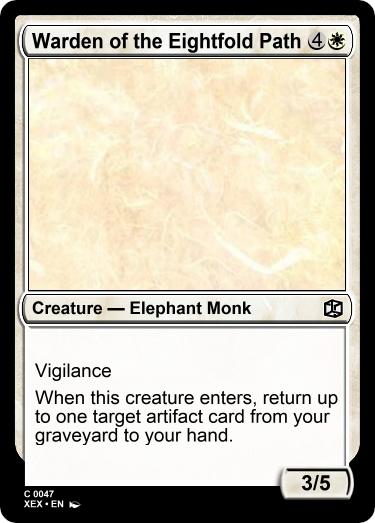 Warden of the Eightfold Path 4
Creature — Elephant Monk
Vigilance
When this creature enters, return up
to one target artifact card from your
graveyard to your hand.
3/5
C 0047
XEX • EN